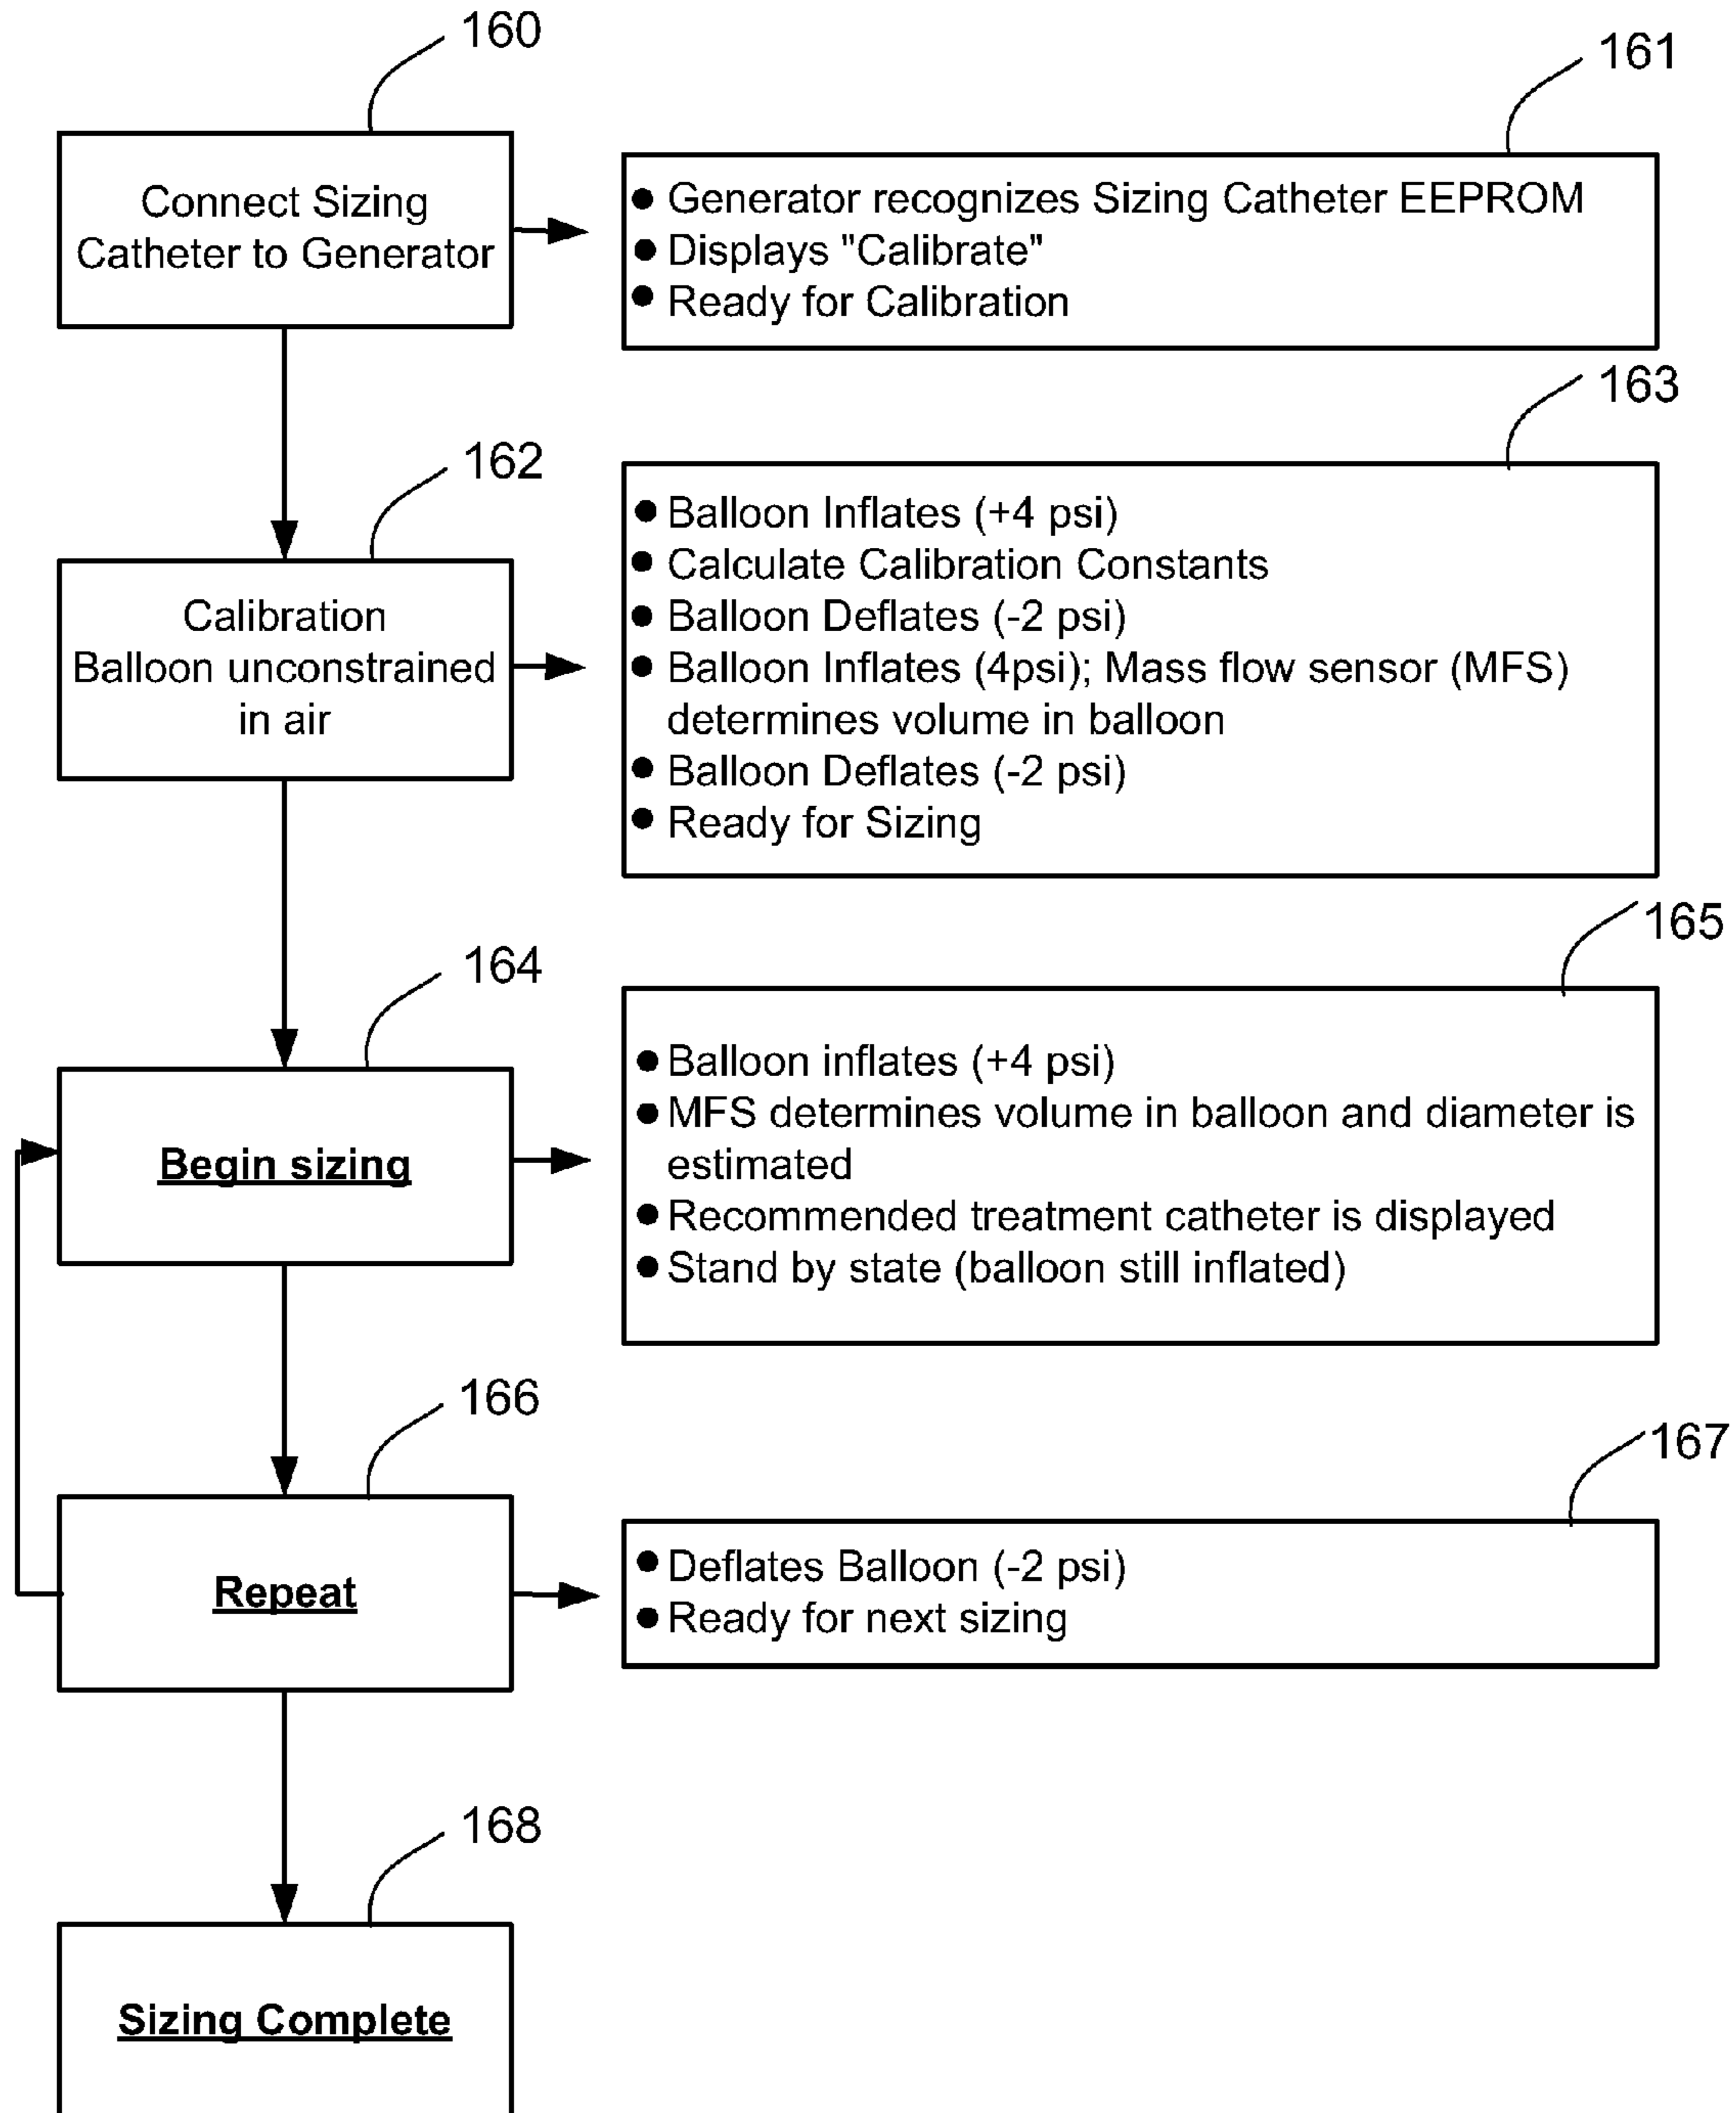 160
161
Connect Sizing
Catheter to Generator
● Generator recognizes Sizing Catheter EEPROM
● Displays "Calibrate"
● Ready for Calibration
162
163
Calibration
Balloon unconstrained
in air
● Balloon Inflates (+4 psi)
● Calculate Calibration Constants
● Balloon Deflates (-2 psi)
● Balloon Inflates (4psi); Mass flow sensor (MFS)
determines volume in balloon
● Balloon Deflates (-2 psi)
● Ready for Sizing
164
165
Begin sizing
● Balloon inflates (+4 psi)
● MFS determines volume in balloon and diameter is
estimated
● Recommended treatment catheter is displayed
● Stand by state (balloon still inflated)
166
167
Repeat
● Deflates Balloon (-2 psi)
● Ready for next sizing
168
Sizing Complete